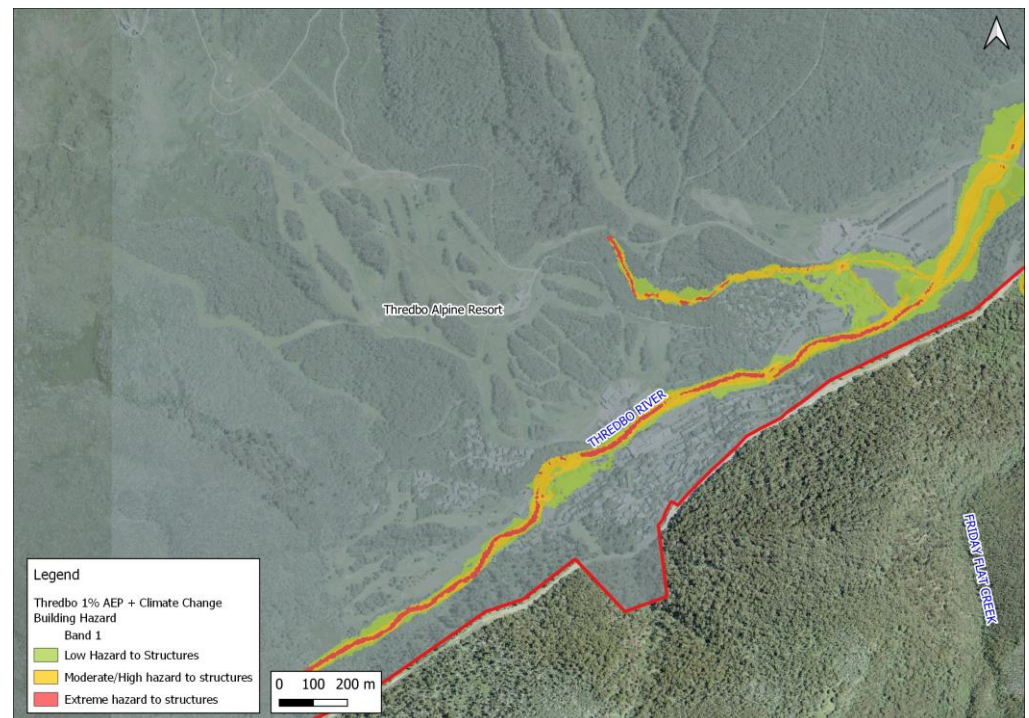 Thredbo Alpine Resort
THREDBO RIVER
FRIDAY FLAT CREEK
Legend
Thredbo 1% AEP + Climate Change
Building Hazard
Band 1
Low Hazard to Structures
Moderate/High hazard to structures
Extreme hazard to structures
0 100 200 m